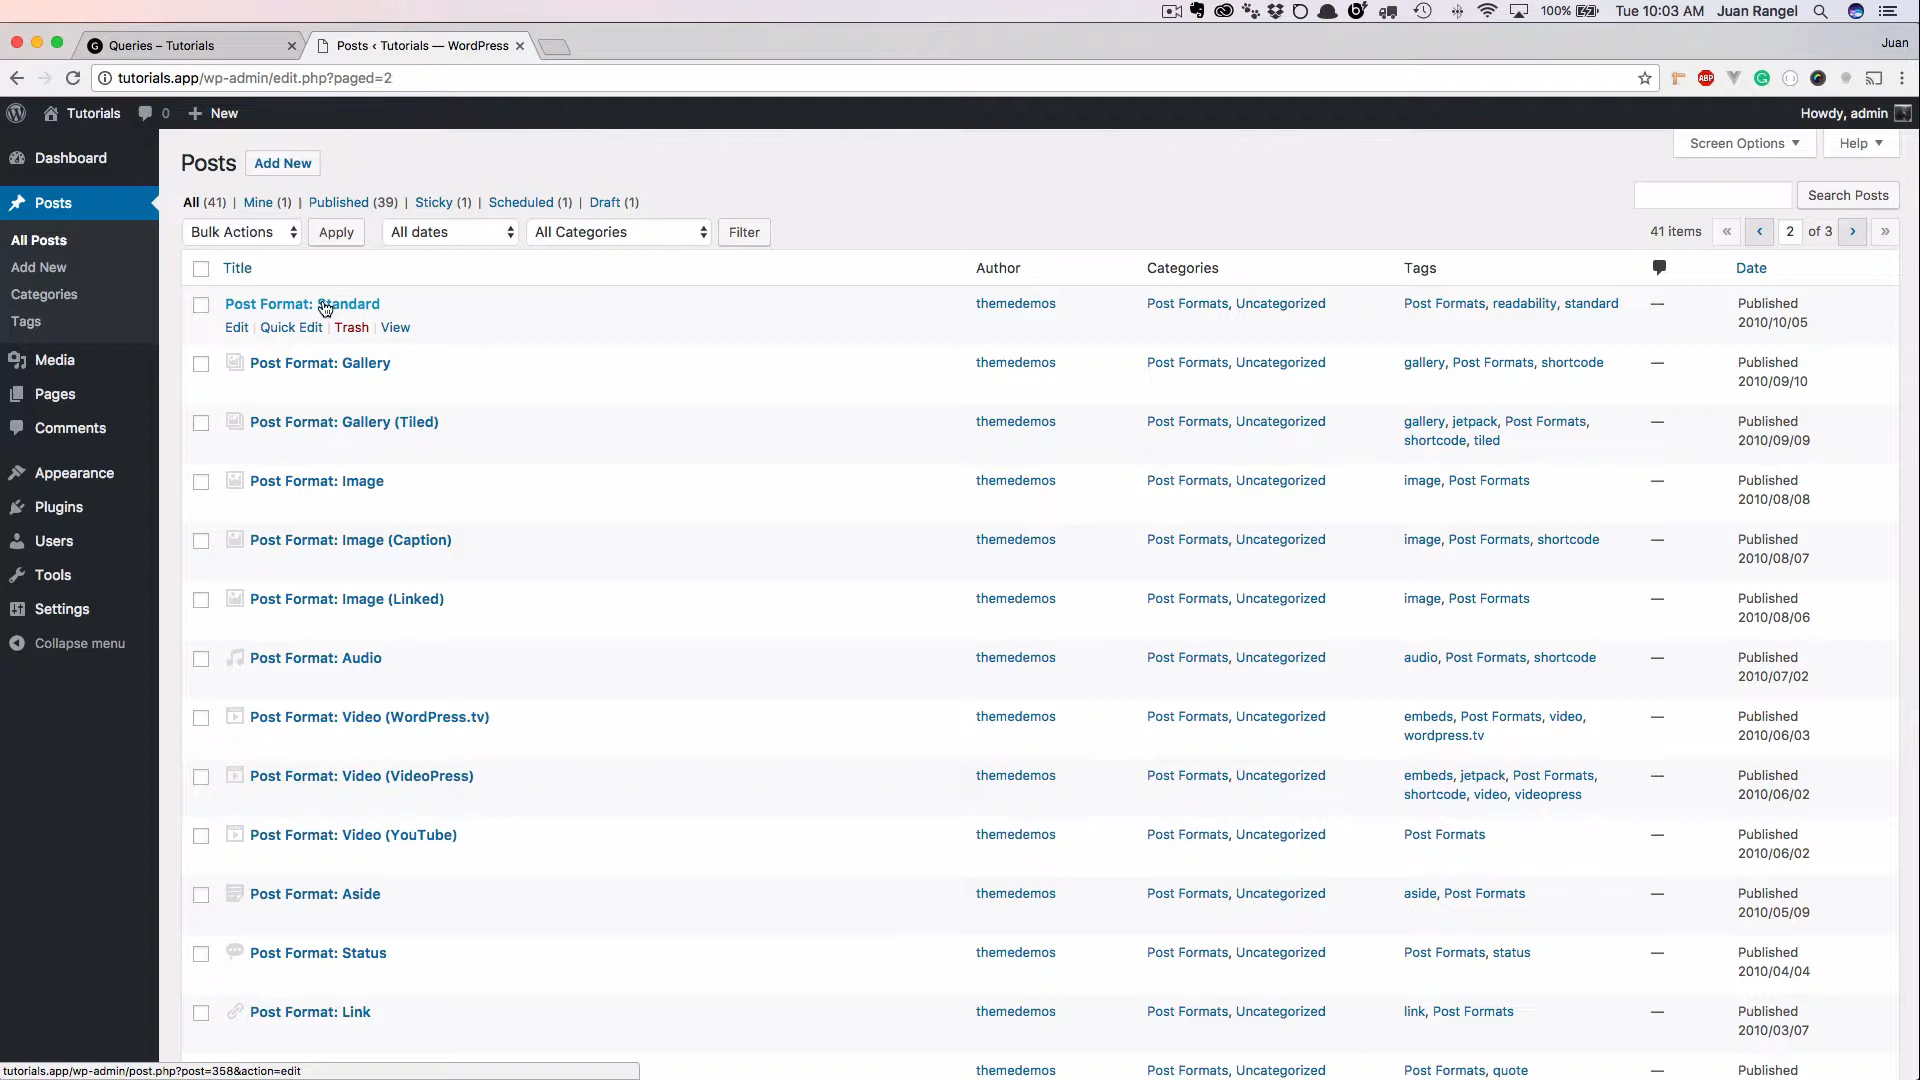 100% Tue 10:03 AM Juan Rangel
Queries – Tutorials
Posts ‹ Tutorials — WordPress
Juan
tutorials.app/wp-admin/edit.php?paged=2
ABP
Tutorials 0 New
Howdy, admin
Dashboard
Posts
All Posts
Add New
Categories
Tags
Media
Pages
Comments
Appearance
Plugins
Users
Tools
Settings
Collapse menu
Screen Options
Help
Posts Add New
All (41) | Mine (1) | Published (39) | Sticky (1) | Scheduled (1) | Draft (1)
Search Posts
Bulk Actions Apply All dates All Categories Filter
41 items « ‹ 2 of 3 › »
Title Author Categories Tags Date
Post Format: Standard themedemos Post Formats, Uncategorized Post Formats, readability, standard — Published
2010/10/05
Edit | Quick Edit | Trash | View
Post Format: Gallery themedemos Post Formats, Uncategorized gallery, Post Formats, shortcode — Published
2010/09/10
Post Format: Gallery (Tiled) themedemos Post Formats, Uncategorized gallery, jetpack, Post Formats, — Published
shortcode, tiled 2010/09/09
Post Format: Image themedemos Post Formats, Uncategorized image, Post Formats — Published
2010/08/08
Post Format: Image (Caption) themedemos Post Formats, Uncategorized image, Post Formats, shortcode — Published
2010/08/07
Post Format: Image (Linked) themedemos Post Formats, Uncategorized image, Post Formats — Published
2010/08/06
Post Format: Audio themedemos Post Formats, Uncategorized audio, Post Formats, shortcode — Published
2010/07/02
Post Format: Video (WordPress.tv) themedemos Post Formats, Uncategorized embeds, Post Formats, video, — Published
wordpress.tv 2010/06/03
Post Format: Video (VideoPress) themedemos Post Formats, Uncategorized embeds, jetpack, Post Formats, — Published
shortcode, video, videopress 2010/06/02
Post Format: Video (YouTube) themedemos Post Formats, Uncategorized Post Formats — Published
2010/06/02
Post Format: Aside themedemos Post Formats, Uncategorized aside, Post Formats — Published
2010/05/09
Post Format: Status themedemos Post Formats, Uncategorized Post Formats, status — Published
2010/04/04
Post Format: Link themedemos Post Formats, Uncategorized link, Post Formats — Published
2010/03/07
themedemos Post Formats, Uncategorized Post Formats, quote — Published
tutorials.app/wp-admin/post.php?post=358&action=edit